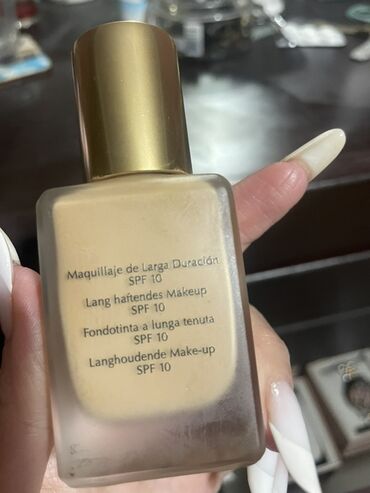 Maquillaje de Larga Duración
SPF 10
Lang haftendes Makeup
SPF 10
Fondotinta a lunga tenuta
SPF 10
Langhoudende Make-up
SPF 10